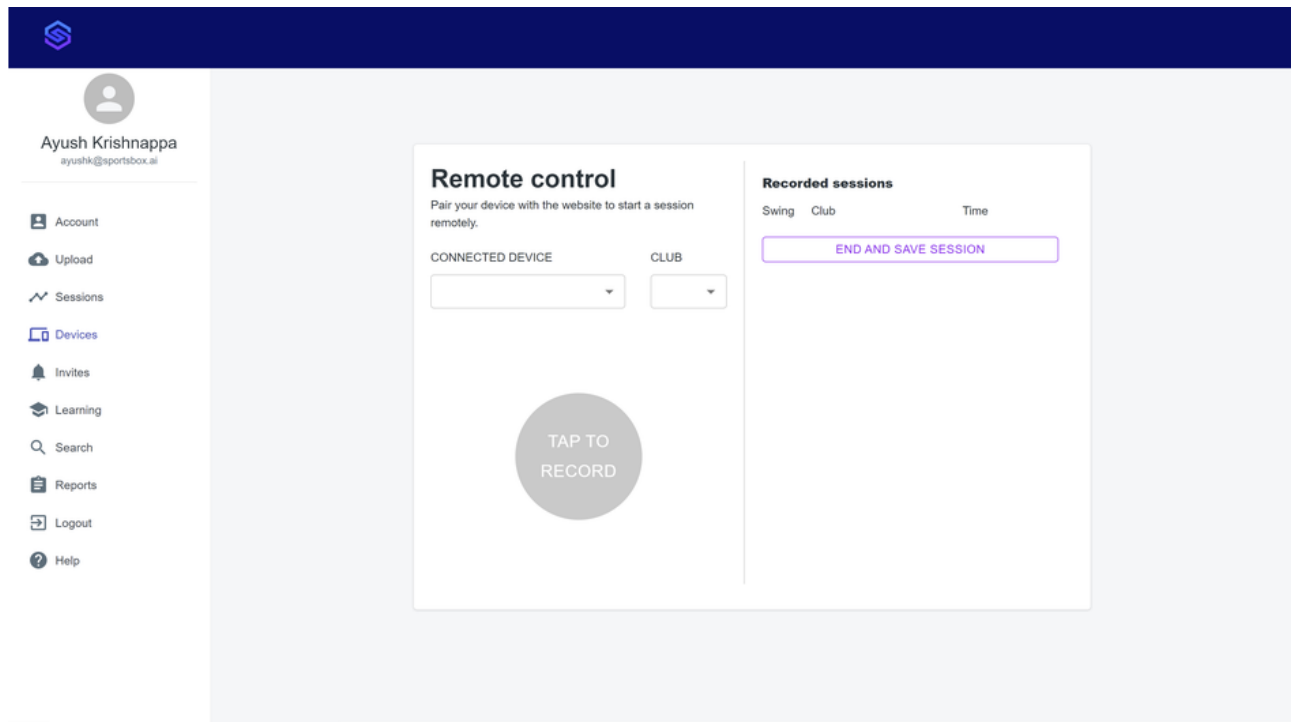 Ayush Krishnappa
ayushk@sportsbox.ai
Account
Upload
Sessions
Devices
Invites
Learning
Search
Reports
Logout
Help
Remote control
Pair your device with the website to start a session
remotely.
CONNECTED DEVICE CLUB
TAP TO
RECORD
Recorded sessions
Swing Club Time
END AND SAVE SESSION